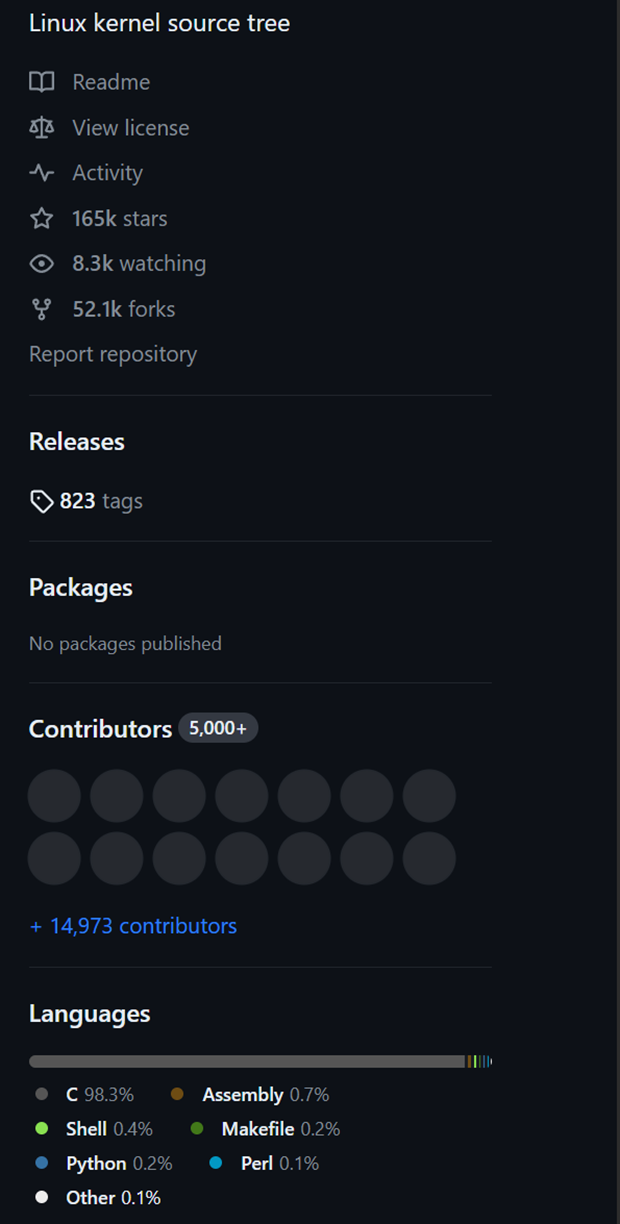 Linux kernel source tree
Readme
View license
Activity
165k stars
8.3k watching
52.1k forks
Report repository
Releases
823 tags
Packages
No packages published
Contributors 5,000+
+ 14,973 contributors
Languages
C 98.3% Assembly 0.7%
Shell 0.4% Makefile 0.2%
Python 0.2% Perl 0.1%
Other 0.1%